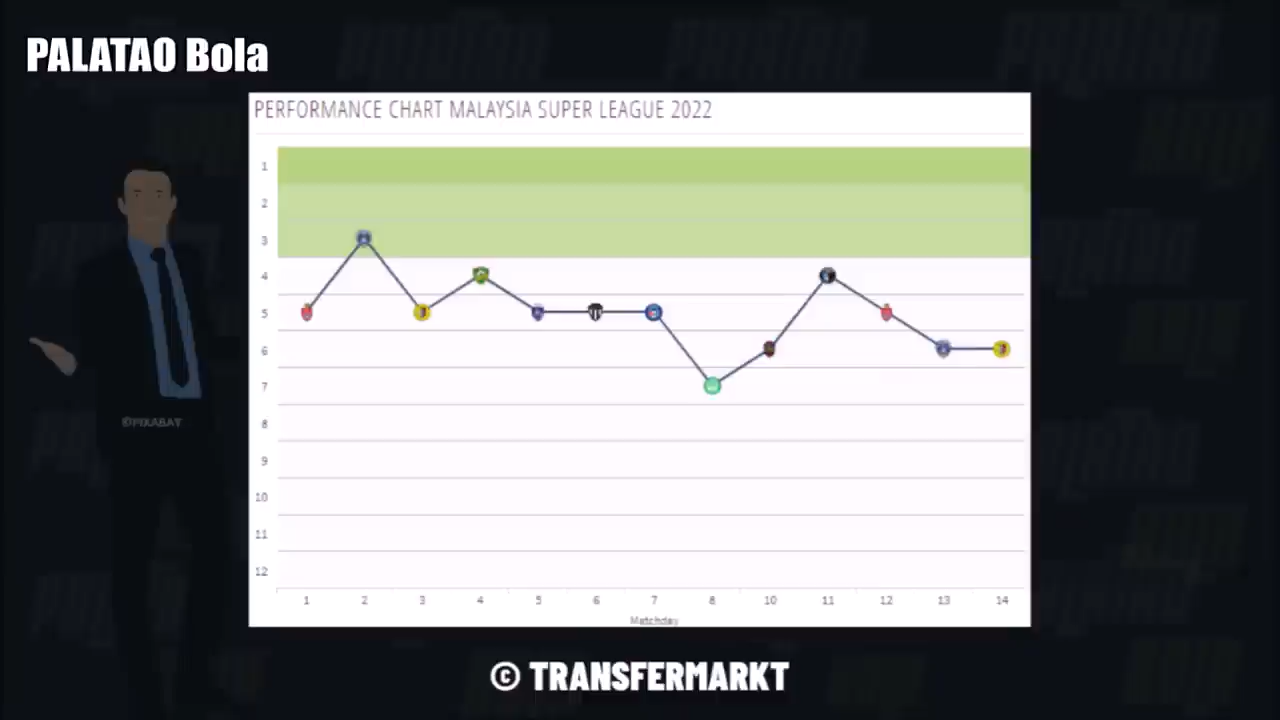 PALATAO Bola
PERFORMANCE CHART MALAYSIA SUPER LEAGUE 2022
1
2
3
4
5
6
7
8
9
10
11
12
1 2 3 4 5 6 7 8 10 11 12 13 14
Matchday
©PIXABAY
© TRANSFERMARKT